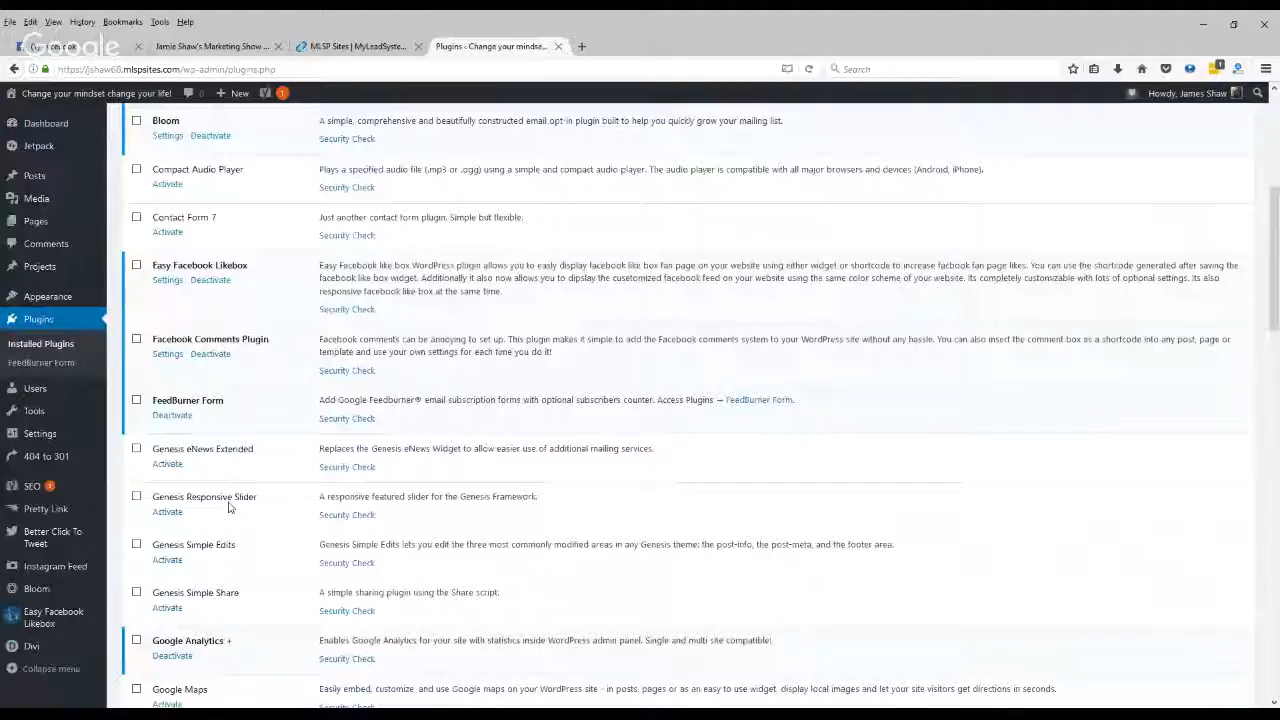 File Edit View History Bookmarks Tools Help
Google
Jamie Shaw's Marketing Show ...
MLSP Sites | MyLeadSyste...
Plugins ‹ Change your mindse...
https://jshaw68.mlspsites.com/wp-admin/plugins.php
Search
1
Change your mindset change your life!
0
New
1
Howdy, James Shaw
Dashboard
Jetpack
Posts
Media
Pages
Comments
Projects
Appearance
Plugins
Installed Plugins
FeedBurner Form
Users
Tools
Settings
404 to 301
SEO 1
Pretty Link
Better Click To
Tweet
Instagram Feed
Bloom
Easy Facebook
Likebox
Divi
Collapse menu
Bloom
Settings Deactivate
A simple, comprehensive and beautifully constructed email opt-in plugin built to help you quickly grow your mailing list.
Security Check
Compact Audio Player
Activate
Plays a specified audio file (.mp3 or .ogg) using a simple and compact audio player. The audio player is compatible with all major browsers and devices (Android, iPhone).
Security Check
Contact Form 7
Activate
Just another contact form plugin. Simple but flexible.
Security Check
Easy Facebook Likebox
Settings Deactivate
Easy Facebook like box WordPress plugin allows you to easily display facebook like box fan page on your website using either widget or shortcode to increase facbook fan page likes. You can use the shortcode generated after saving the
facebook like box widget. Additionally it also now allows you to dipslay the customized facebook feed on your website using the same color scheme of your website. Its completely customizable with lots of optional settings. Its also
responsive facebook like box at the same time.
Security Check
Facebook Comments Plugin
Settings Deactivate
Facebook comments can be annoying to set up. This plugin makes it simple to add the Facebook comments system to your WordPress site without any hassle. You can also insert the comment box as a shortcode into any post, page or
template and use your own settings for each time you do it!
Security Check
FeedBurner Form
Deactivate
Add Google Feedburner® email subscription forms with optional subscribers counter. Access Plugins → FeedBurner Form.
Security Check
Genesis eNews Extended
Activate
Replaces the Genesis eNews Widget to allow easier use of additional mailing services.
Security Check
Genesis Responsive Slider
Activate
A responsive featured slider for the Genesis Framework.
Security Check
Genesis Simple Edits
Activate
Genesis Simple Edits lets you edit the three most commonly modified areas in any Genesis theme: the post-info, the post-meta, and the footer area.
Security Check
Genesis Simple Share
Activate
A simple sharing plugin using the Share script.
Security Check
Google Analytics +
Deactivate
Enables Google Analytics for your site with statistics inside WordPress admin panel. Single and multi site compatible!
Security Check
Google Maps
Activate
Easily embed, customize, and use Google maps on your WordPress site - in posts, pages or as an easy to use widget, display local images and let your site visitors get directions in seconds.
Security Check